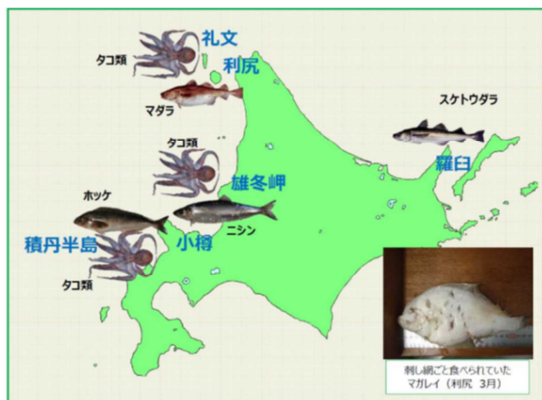 礼文
タコ類
利尻
スケトウダラ
マダラ
タコ類
羅臼
雄冬岬
ホッケ
ニシン
積丹半島
小樽
タコ類
刺し網ごと食べられていた
マガレイ（利尻 3月）